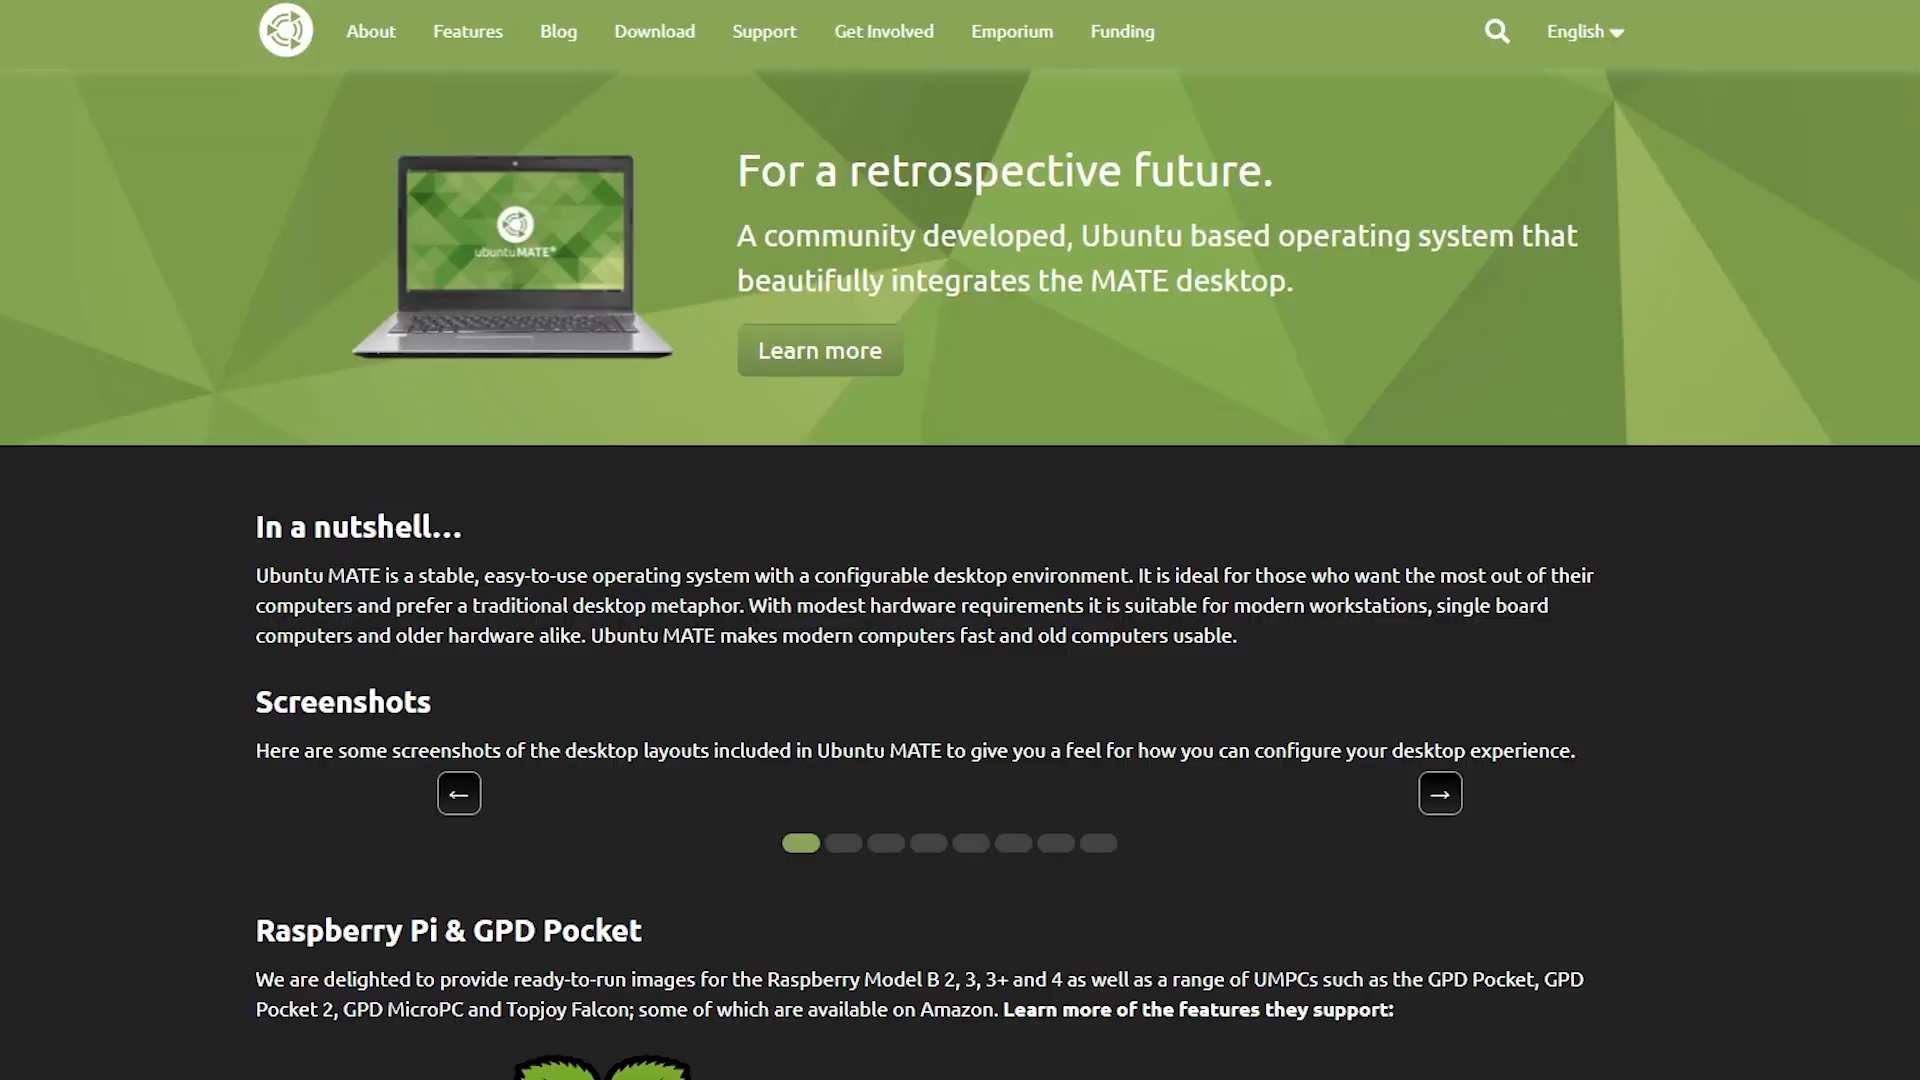 About Features Blog Download Support Get Involved Emporium Funding English
For a retrospective future.
A community developed, Ubuntu based operating system that
beautifully integrates the MATE desktop.
ubuntu MATE
Learn more
In a nutshell...
Ubuntu MATE is a stable, easy-to-use operating system with a configurable desktop environment. It is ideal for those who want the most out of their
computers and prefer a traditional desktop metaphor. With modest hardware requirements it is suitable for modern workstations, single board
computers and older hardware alike. Ubuntu MATE makes modern computers fast and old computers usable.
Screenshots
Here are some screenshots of the desktop layouts included in Ubuntu MATE to give you a feel for how you can configure your desktop experience.
← →
Raspberry Pi & GPD Pocket
We are delighted to provide ready-to-run images for the Raspberry Model B 2, 3, 3+ and 4 as well as a range of UMPCs such as the GPD Pocket, GPD
Pocket 2, GPD MicroPC and Topjoy Falcon; some of which are available on Amazon. Learn more of the features they support: